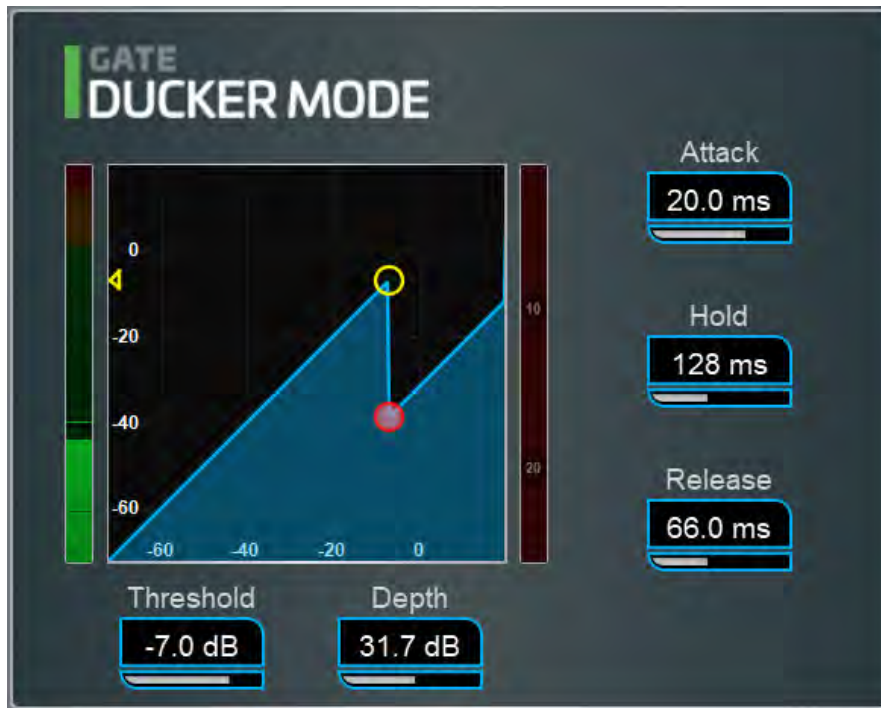 GATE
DUCKER MODE
Attack
20.0 ms
0
-20
-40
-60
-60 -40 -20 0
10
20
Hold
128 ms
Release
66.0 ms
Threshold
-7.0 dB
Depth
31.7 dB